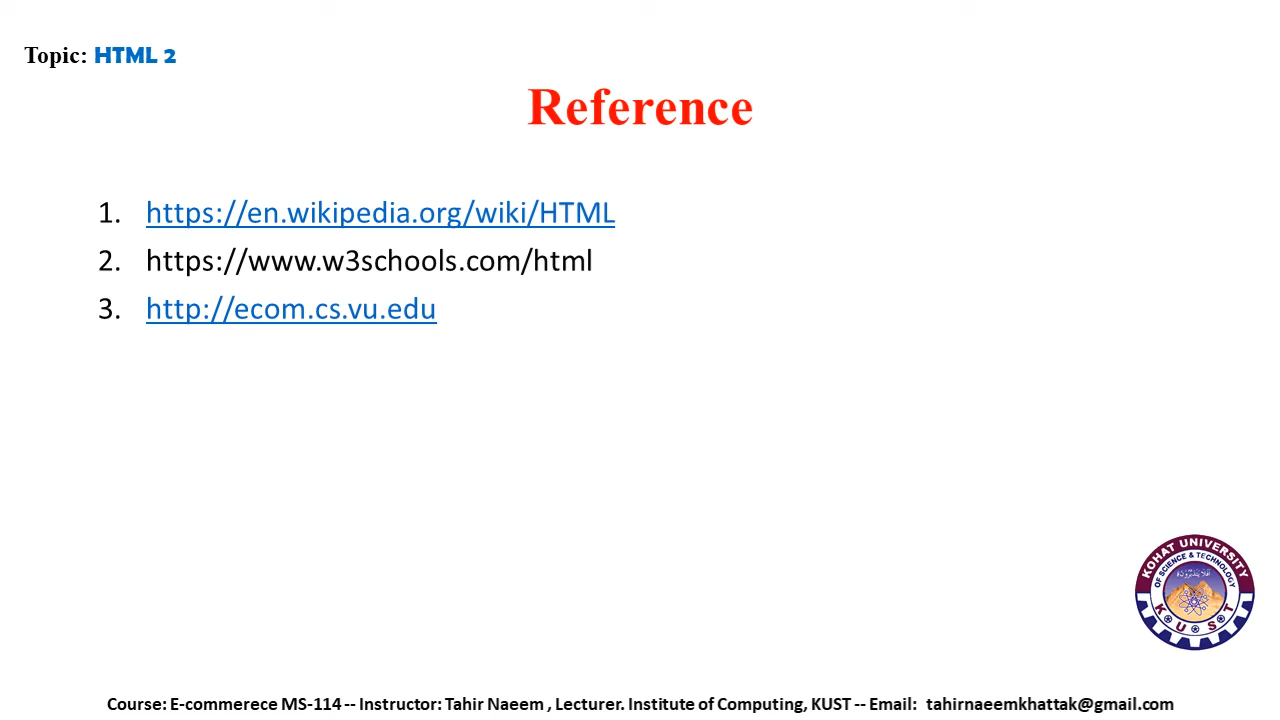 Topic: HTML 2
Reference
1. https://en.wikipedia.org/wiki/HTML
2. https://www.w3schools.com/html
3. http://ecom.cs.vu.edu
KOHAT UNIVERSITY
OF SCIENCE & TECHNOLOGY
K U S T
Course: E-commerece MS-114 -- Instructor: Tahir Naeem , Lecturer. Institute of Computing, KUST -- Email: tahirnaeemkhattak@gmail.com